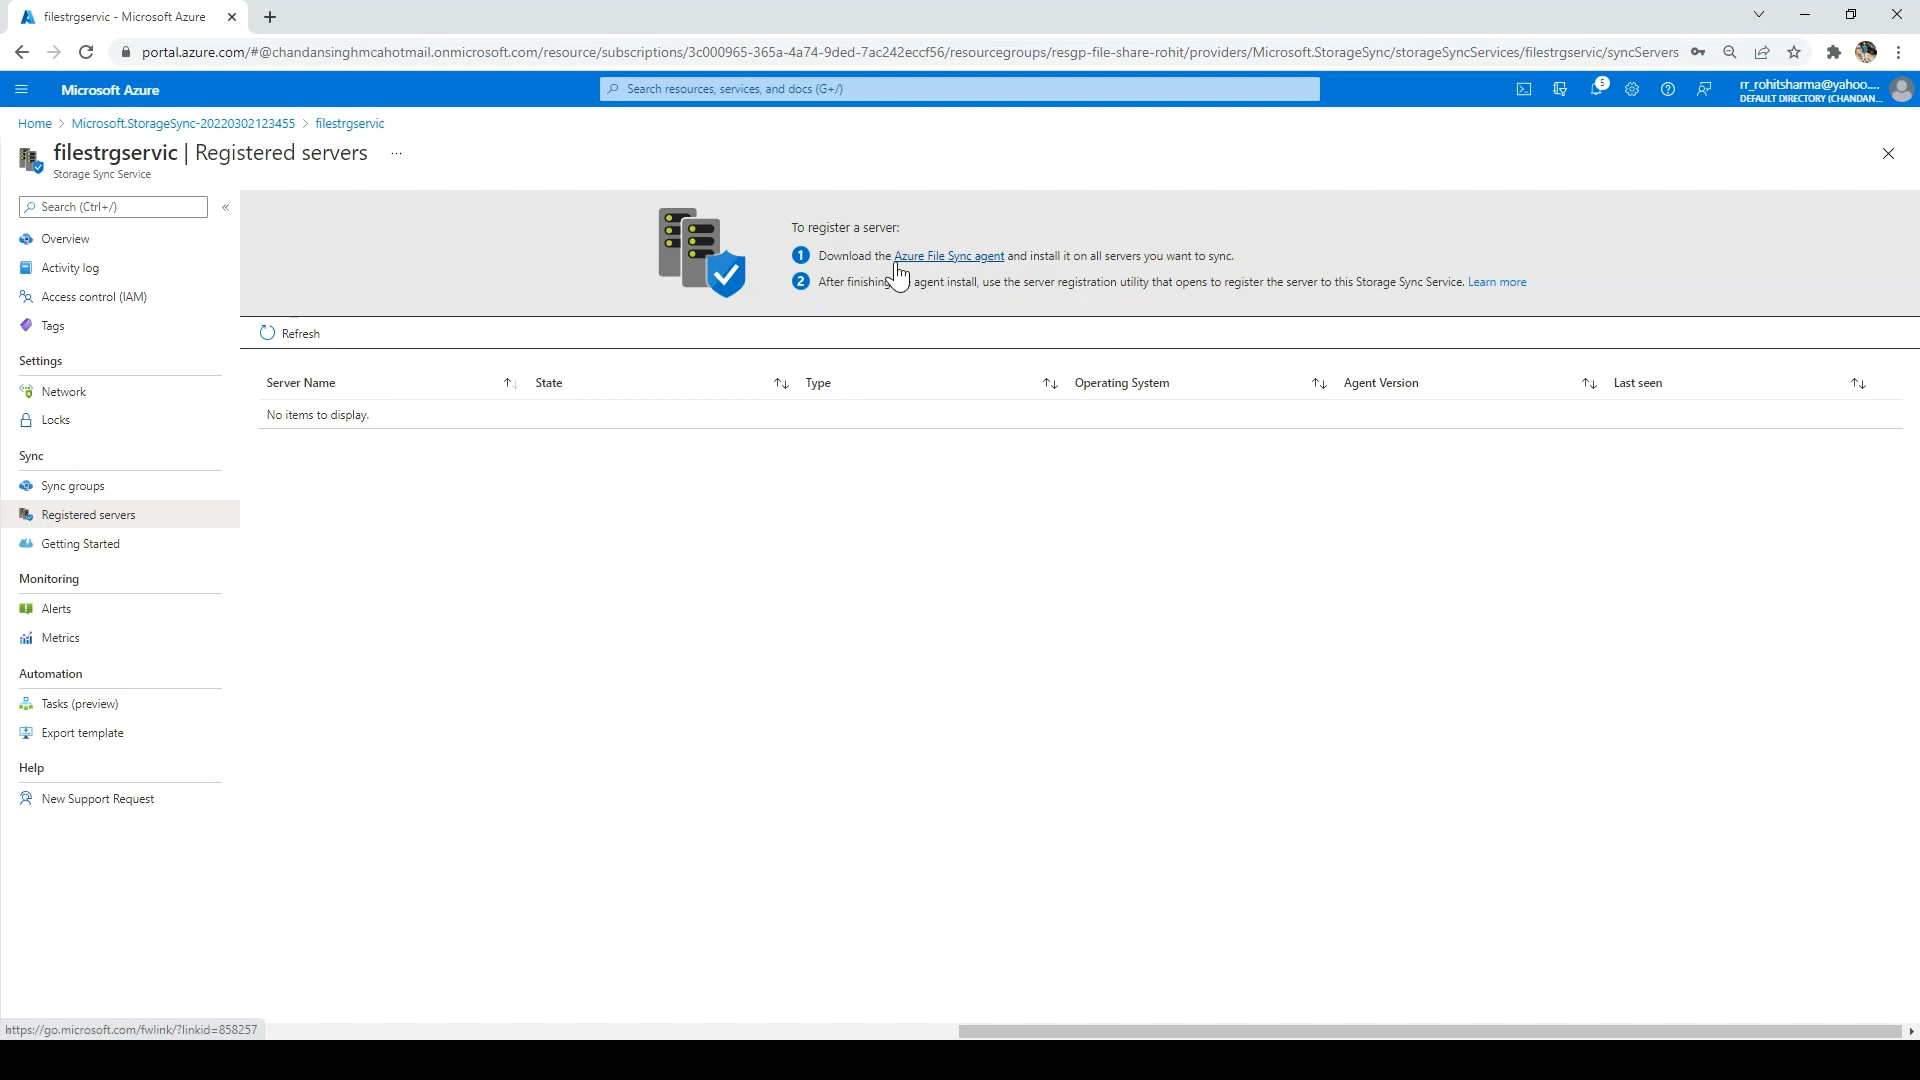 filestrgservic - Microsoft Azure
portal.azure.com/#@chandansinghmcahotmail.onmicrosoft.com/resource/subscriptions/3c000965-365a-4a74-9ded-7ac242eccf56/resourcegroups/resgp-file-share-rohit/providers/Microsoft.StorageSync/storageSyncServices/filestrgservic/syncServers
Microsoft Azure
Search resources, services, and docs (G+/)
5
rr_rohitsharma@yahoo....
DEFAULT DIRECTORY (CHANDAN...
Home > Microsoft.StorageSync-20220302123455 > filestrgservic
filestrgservic | Registered servers ...
Storage Sync Service
Search (Ctrl+/)
«
Overview
Activity log
Access control (IAM)
Tags
Settings
Network
Locks
Sync
Sync groups
Registered servers
Getting Started
Monitoring
Alerts
Metrics
Automation
Tasks (preview)
Export template
Help
New Support Request
To register a server:
1 Download the Azure File Sync agent and install it on all servers you want to sync.
2 After finishing agent install, use the server registration utility that opens to register the server to this Storage Sync Service. Learn more
Refresh
Server Name State Type Operating System Agent Version Last seen
No items to display.
https://go.microsoft.com/fwlink/?linkid=858257